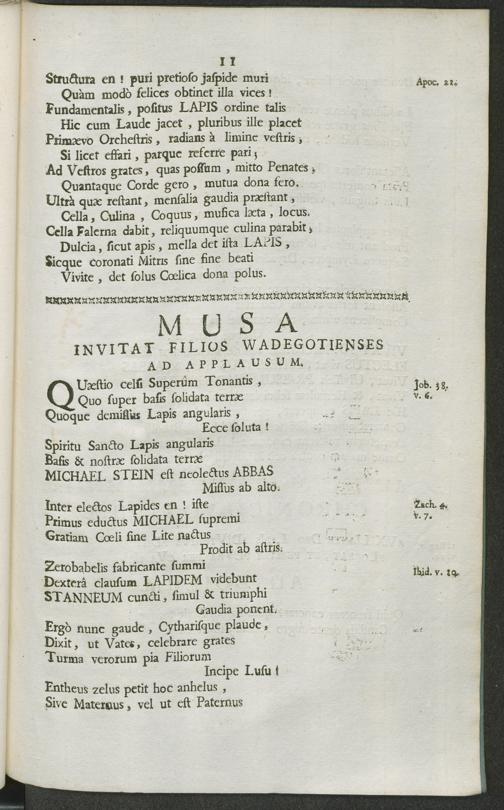 11
Structura en ! puri pretioso jaspide muri
Apoc. 21.
Quàm modò felices obtinet illa vices !
Fundamentalis , positus LAPIS ordine talis
Hic cum Laude jacet , pluribus ille placet
Primævo Orchestris , radians à limine vestris ,
Si licet effari , parque referre pari ;
Ad Vestros grates , quas possum , mitto Penates ,
Quantaque Corde gero , mutua dona fero.
Ultrà quæ restant , mensalia gaudia præstant ,
Cella , Culina , Coquus , musica læta , locus.
Cella Falerna dabit , reliquumque culina parabit ,
Dulcia , sicut apis , mella det ista LAPIS ,
Sicque coronati Mitris sine fine beati
Vivite , det solus Cœlica dona polus.
MUSA
INVITAT FILIOS WADEGOTIENSES
AD APPLAUSUM.
QUæstio celsi Superûm Tonantis ,
Job. 38.
Quo super basis solidata terræ
v. 6.
Quoque demissus Lapis angularis ,
Ecce soluta !
Spiritu Sancto Lapis angularis
Basis & nostræ solidata terræ
MICHAEL STEIN est neolectus ABBAS
Missus ab alto.
Inter electos Lapides en ! iste
Zach. 4.
Primus eductus MICHAEL supremi
v. 7.
Gratiam Cœli sine Lite nactus
Prodit ab astris.
Zerobabelis fabricante summi
Ibid. v. 10.
Dexterâ clausum LAPIDEM videbunt
STANNEUM cuncti , simul & triumphi
Gaudia ponent.
Ergò nunc gaude , Cytharisque plaude ,
Dixit , ut Vates , celebrare grates
Turma verorum pia Filiorum
Incipe Lusu !
Entheus zelus petit hoc anhelus ,
Sive Maternus , vel ut est Paternus